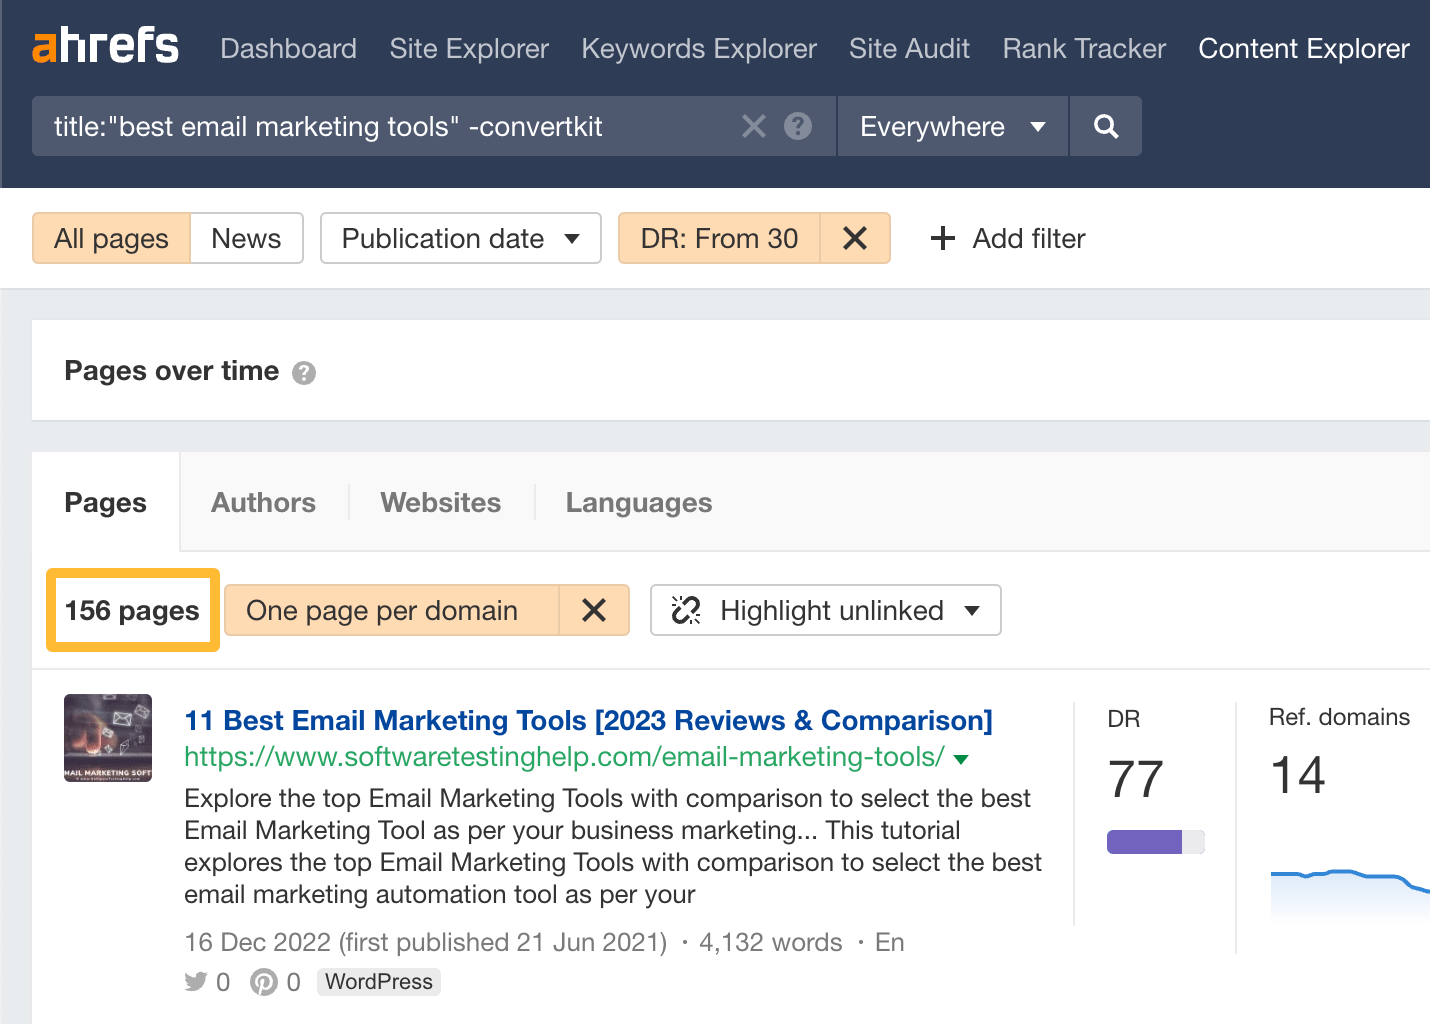 ahrefs Dashboard Site Explorer Keywords Explorer Site Audit Rank Tracker Content Explorer
title:"best email marketing tools" -convertkit Everywhere
All pages News Publication date DR: From 30 Add filter
Pages over time
Pages Authors Websites Languages
156 pages One page per domain Highlight unlinked
11 Best Email Marketing Tools [2023 Reviews & Comparison]
https://www.softwaretestinghelp.com/email-marketing-tools/
Explore the top Email Marketing Tools with comparison to select the best
Email Marketing Tool as per your business marketing... This tutorial
explores the top Email Marketing Tools with comparison to select the best
email marketing automation tool as per your
16 Dec 2022 (first published 21 Jun 2021) · 4,132 words · En
0 0 WordPress
MAIL MARKETING SOFT
DR
77
Ref. domains
14